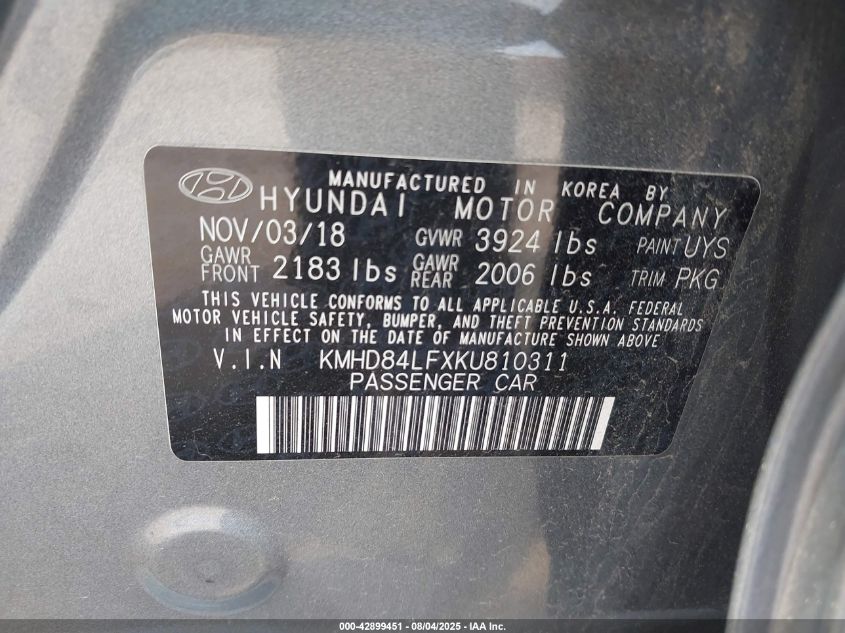 MANUFACTURED IN KOREA BY
HYUNDAI MOTOR COMPANY
NOV/03/18 GVWR 3924 lbs PAINT UYS
GAWR FRONT 2183 lbs GAWR REAR 2006 lbs TRIM PKG
THIS VEHICLE CONFORMS TO ALL APPLICABLE U.S.A. FEDERAL
MOTOR VEHICLE SAFETY, BUMPER, AND THEFT PREVENTION STANDARDS
IN EFFECT ON THE DATE OF MANUFACTURE SHOWN ABOVE
V.I.N KMHD84LFXKU810311
PASSENGER CAR
000-42899451 - 08/04/2025 - IAA Inc.